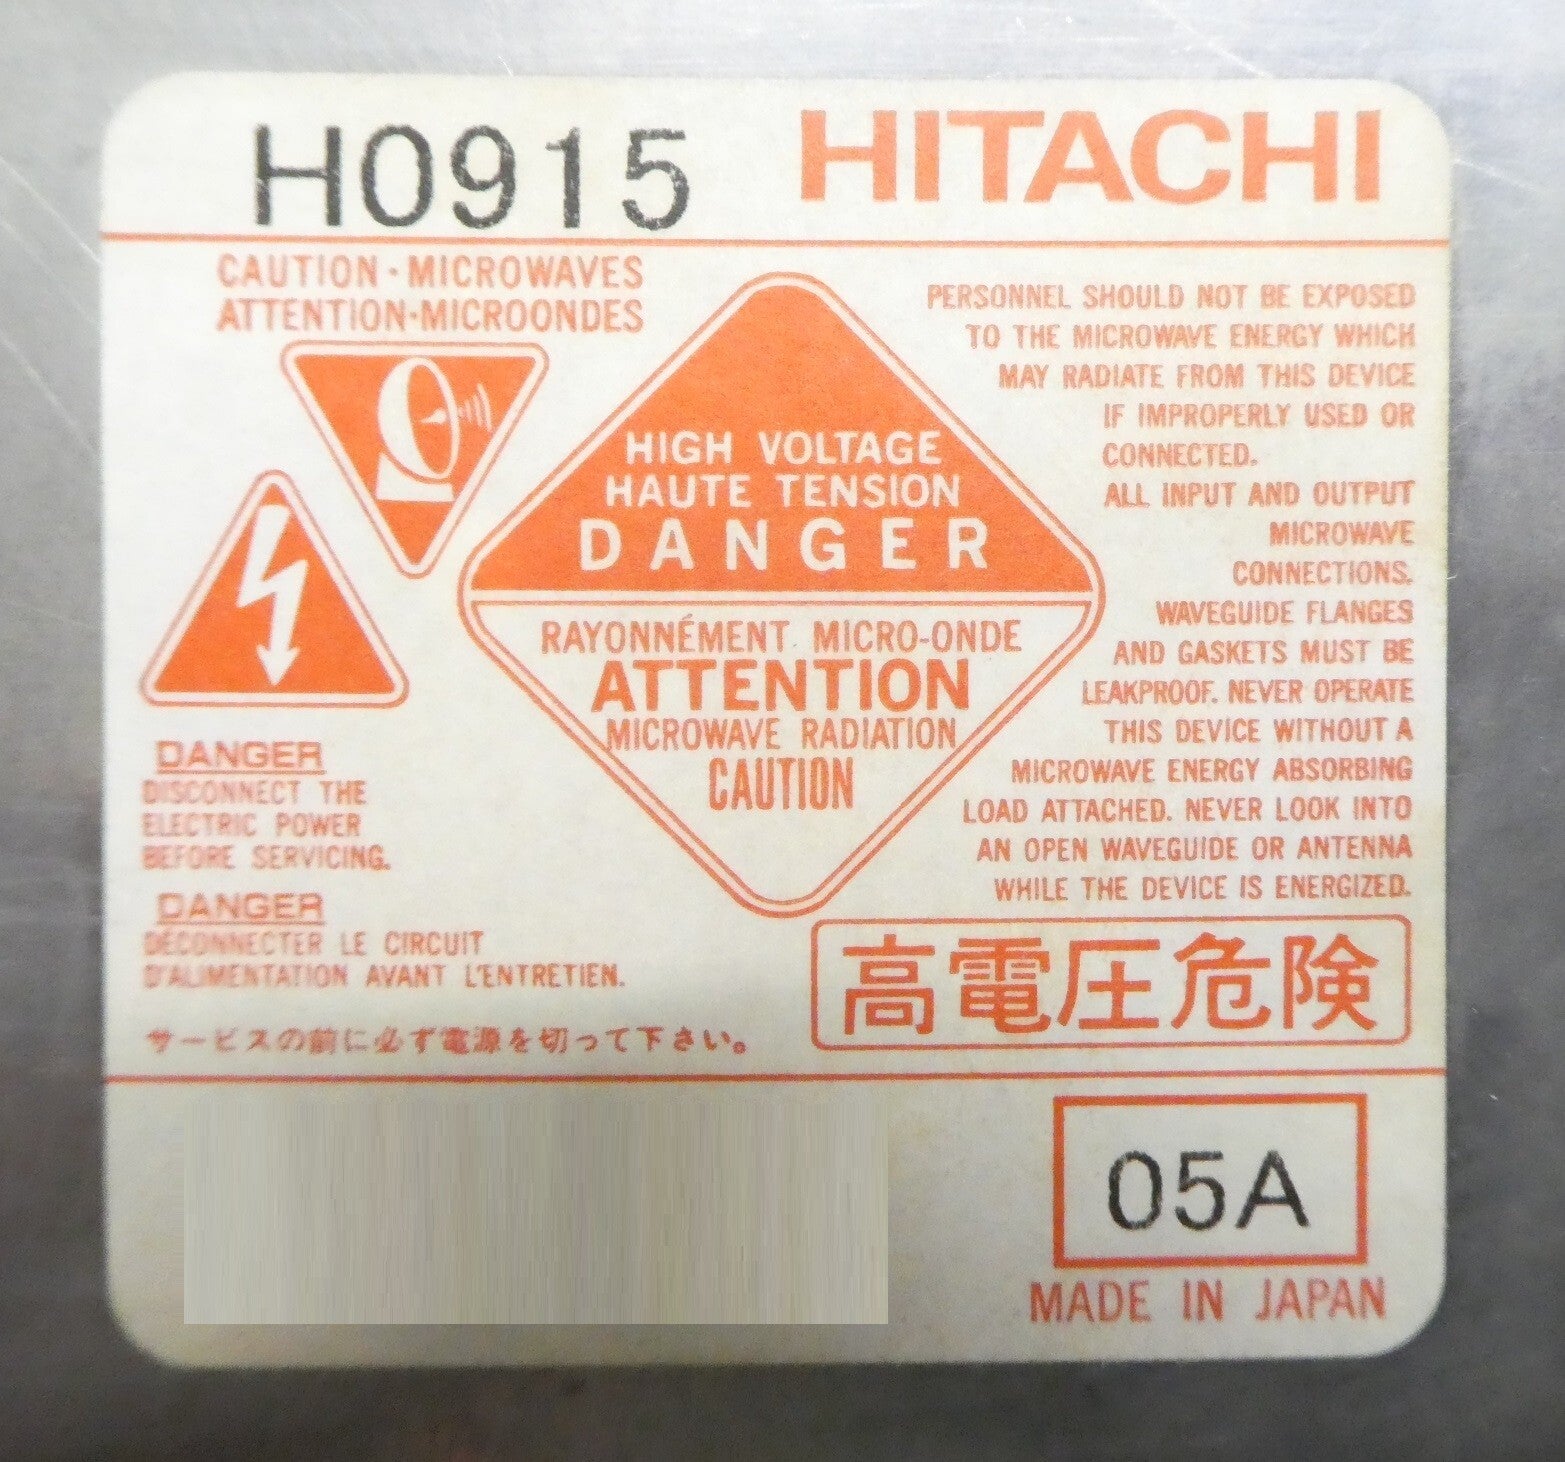 H0915
HITACHI
CAUTION・MICROWAVES
ATTENTION・MICROONDES
HIGH VOLTAGE
HAUTE TENSION
DANGER
RAYONNÉMENT MICRO-ONDE
ATTENTION
MICROWAVE RADIATION
CAUTION
PERSONNEL SHOULD NOT BE EXPOSED
TO THE MICROWAVE ENERGY WHICH
MAY RADIATE FROM THIS DEVICE
IF IMPROPERLY USED OR
CONNECTED.
ALL INPUT AND OUTPUT
MICROWAVE
CONNECTIONS.
WAVEGUIDE FLANGES
AND GASKETS MUST BE
LEAKPROOF. NEVER OPERATE
THIS DEVICE WITHOUT A
MICROWAVE ENERGY ABSORBING
LOAD ATTACHED. NEVER LOOK INTO
AN OPEN WAVEGUIDE OR ANTENNA
WHILE THE DEVICE IS ENERGIZED.
DANGER
DISCONNECT THE
ELECTRIC POWER
BEFORE SERVICING.
DANGER
DÉCONNECTER LE CIRCUIT
D'ALIMENTATION AVANT L'ENTRETIEN.
サービスの前に必ず電源を切って下さい。
高電圧危険
05A
MADE IN JAPAN